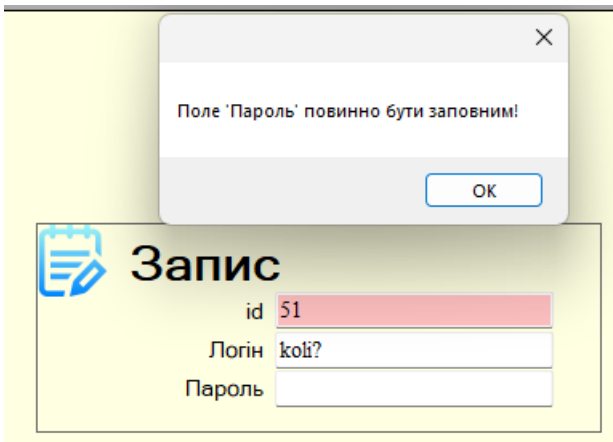 Поле 'Пароль' повинно бути заповним!
OK
Запис
id 51
Логін koli?
Пароль